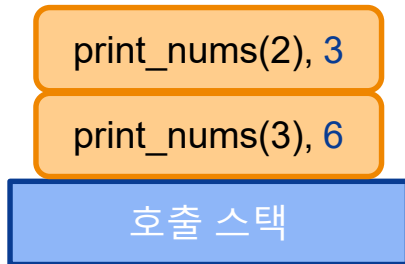 print_nums(2), 3
print_nums(3), 6
호출 스택